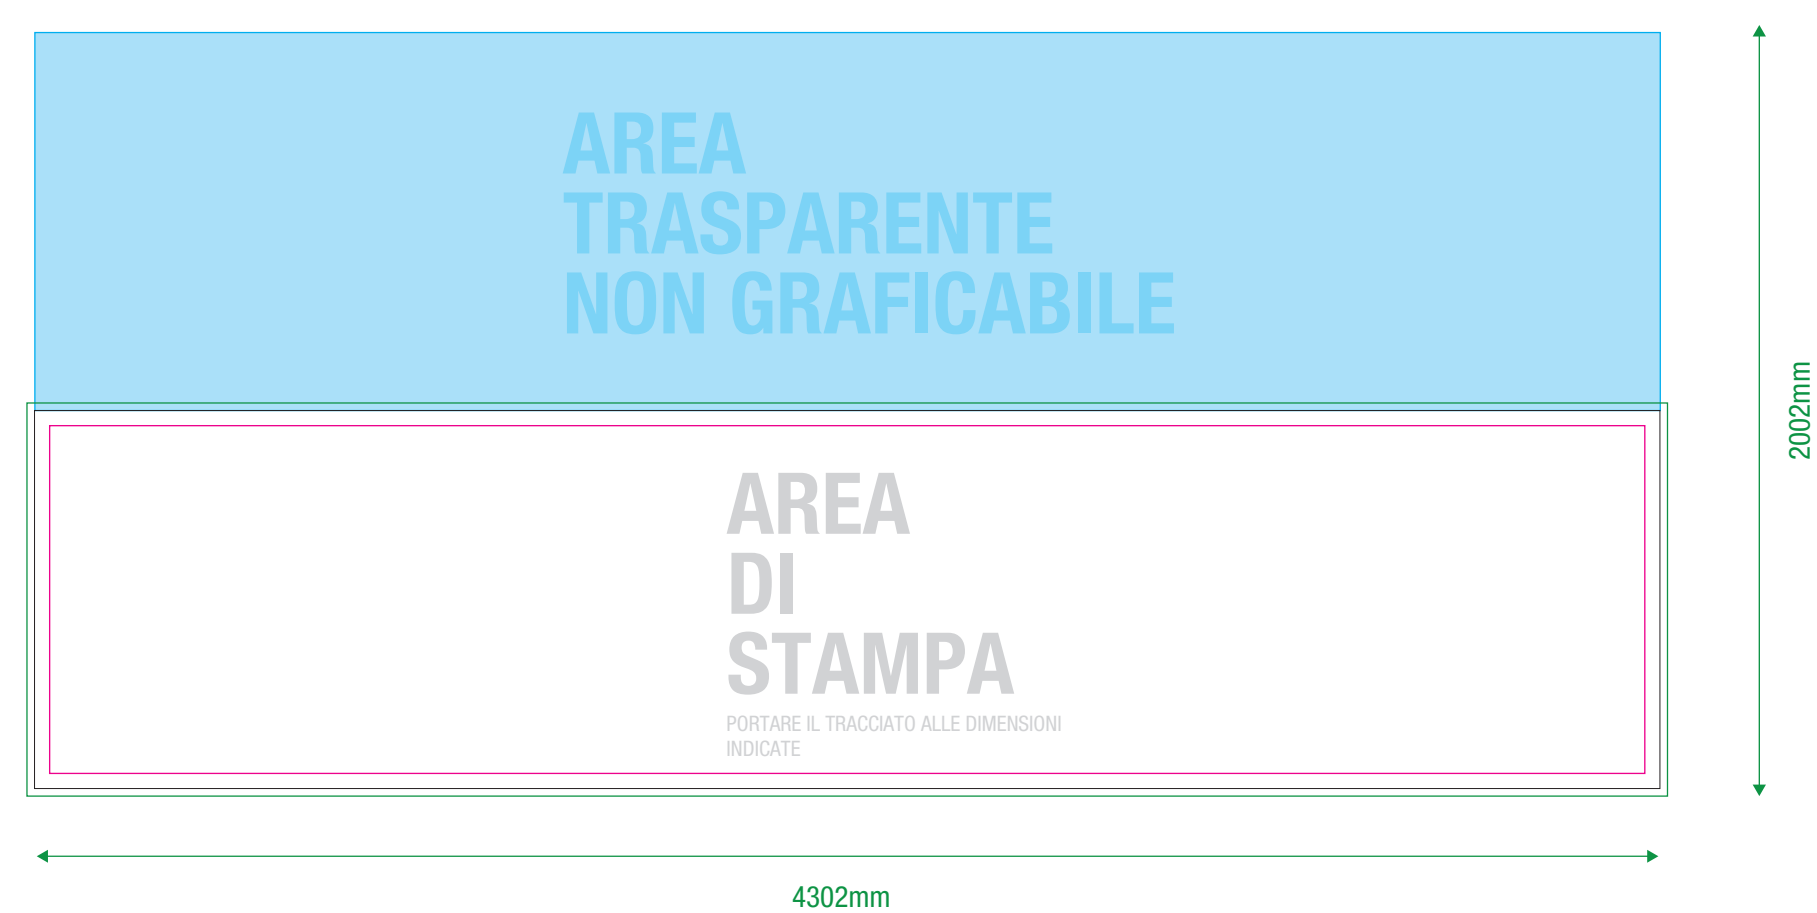 AREA
TRASPARENTE
NON GRAFICABILE
2002mm
AREA
DI
STAMPA
PORTARE IL TRACCIATO ALLE DIMENSIONI
INDICATE
4302mm